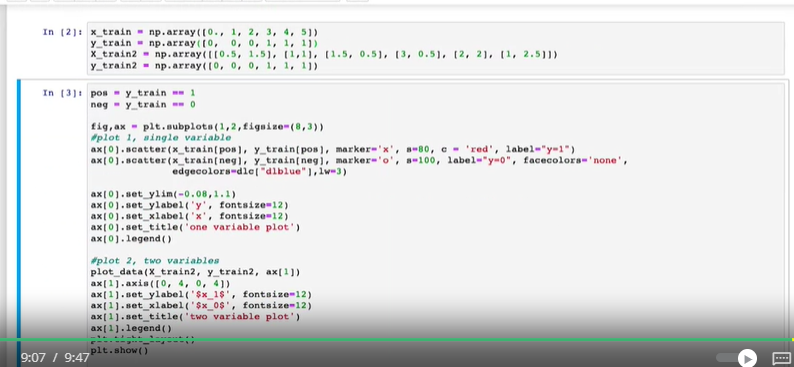 In [2]: x_train = np.array([0., 1, 2, 3, 4, 5])
y_train = np.array([0,  0, 0, 1, 1, 1])
X_train2 = np.array([[0.5, 1.5], [1,1], [1.5, 0.5], [3, 0.5], [2, 2], [1, 2.5]])
y_train2 = np.array([0, 0, 0, 1, 1, 1])
In [3]: pos = y_train == 1
neg = y_train == 0
fig,ax = plt.subplots(1,2,figsize=(8,3))
#plot 1, single variable
ax[0].scatter(x_train[pos], y_train[pos], marker='x', s=80, c = 'red', label="y=1")
ax[0].scatter(x_train[neg], y_train[neg], marker='o', s=100, label="y=0", facecolors='none',
edgecolors=dlc["dlblue"],lw=3)
ax[0].set_ylim(-0.08,1.1)
ax[0].set_ylabel('y', fontsize=12)
ax[0].set_xlabel('x', fontsize=12)
ax[0].set_title('one variable plot')
ax[0].legend()
#plot 2, two variables
plot_data(X_train2, y_train2, ax[1])
ax[1].axis([0, 4, 0, 4])
ax[1].set_ylabel('$x_1$', fontsize=12)
ax[1].set_xlabel('$x_0$', fontsize=12)
ax[1].set_title('two variable plot')
ax[1].legend()
plt.tight_layout()
plt.show()
9:07 / 9:47